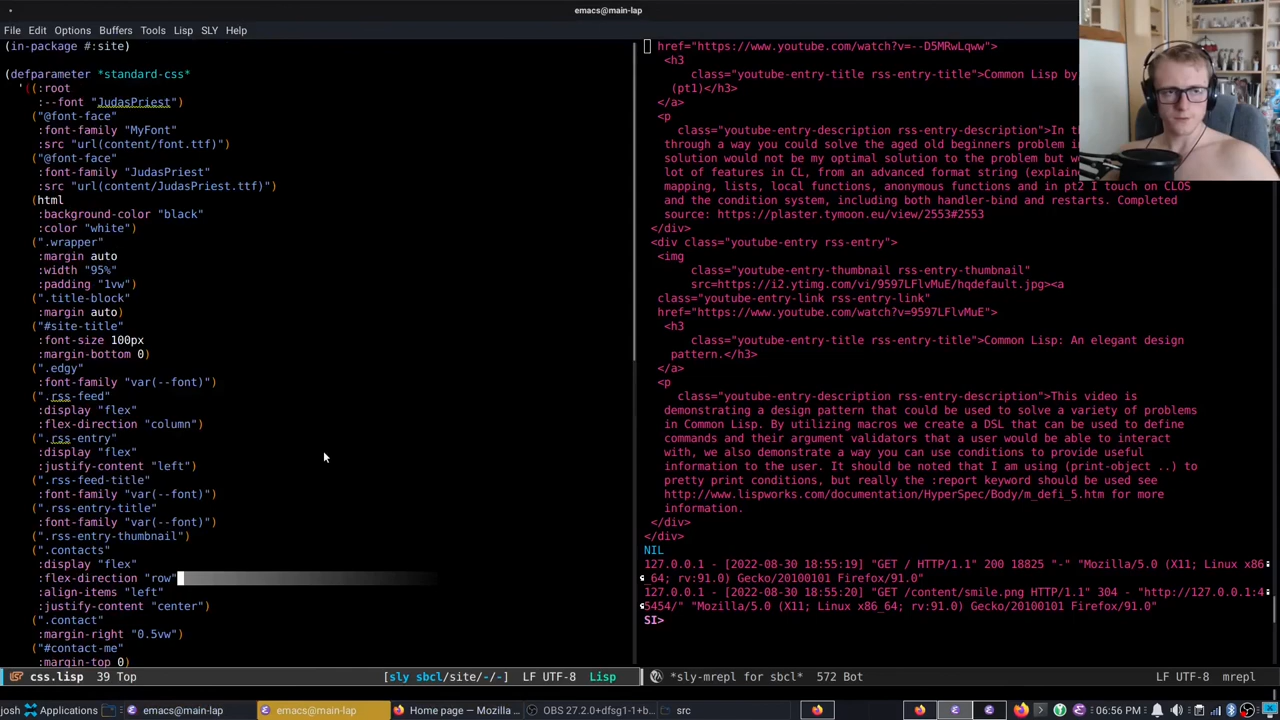 emacs@main-lap
File Edit Options Buffers Tools Lisp SLY Help
(in-package #:site)
(defparameter *standard-css*
'((:root
:--font "JudasPriest")
("@font-face"
:font-family "MyFont"
:src "url(content/font.ttf)")
("@font-face"
:font-family "JudasPriest"
:src "url(content/JudasPriest.ttf)")
(html
:background-color "black"
:color "white")
(".wrapper"
:margin auto
:width "95%"
:padding "1vw")
(".title-block"
:margin auto)
("#site-title"
:font-size 100px
:margin-bottom 0)
(".edgy"
:font-family "var(--font)")
(".rss-feed"
:display "flex"
:flex-direction "column")
(".rss-entry"
:display "flex"
:justify-content "left")
(".rss-feed-title"
:font-family "var(--font)")
(".rss-entry-title"
:font-family "var(--font)")
(".rss-entry-thumbnail")
(".contacts"
:display "flex"
:flex-direction "row"
:align-items "left"
:justify-content "center")
(".contact"
:margin-right "0.5vw")
("#contact-me"
:margin-top 0)
css.lisp 39 Top [sly sbcl/site/-/-] LF UTF-8 Lisp
href="https://www.youtube.com/watch?v=--D5MRwLqww">
<h3
class="youtube-entry-title rss-entry-title">Common Lisp by
(pt1)</h3>
</a>
<p
class="youtube-entry-description rss-entry-description">In th
through a way you could solve the aged old beginners problem i
solution would not be my optimal solution to the problem but w
lot of features in CL, from an advanced format string (explain
mapping, lists, local functions, anonymous functions and in pt2 I touch on CLOS
and the condition system, including both handler-bind and restarts. Completed
source: https://plaster.tymoon.eu/view/2553#2553
</div>
<div class="youtube-entry rss-entry">
<img
class="youtube-entry-thumbnail rss-entry-thumbnail"
src=https://i2.ytimg.com/vi/9597LFlvMuE/hqdefault.jpg><a
class="youtube-entry-link rss-entry-link"
href="https://www.youtube.com/watch?v=9597LFlvMuE">
<h3
class="youtube-entry-title rss-entry-title">Common Lisp: An elegant design
pattern.</h3>
</a>
<p
class="youtube-entry-description rss-entry-description">This video is
demonstrating a design pattern that could be used to solve a variety of problems
in Common Lisp. By utilizing macros we create a DSL that can be used to define
commands and their argument validators that a user would be able to interact
with, we also demonstrate a way you can use conditions to provide useful
information to the user. It should be noted that I am using (print-object ..) to
pretty print conditions, but really the :report keyword should be used see
http://www.lispworks.com/documentation/HyperSpec/Body/m_defi_5.htm for more
information.
</div>
</div>
NIL
127.0.0.1 - [2022-08-30 18:55:19] "GET / HTTP/1.1" 200 18825 "-" "Mozilla/5.0 (X11; Linux x86
_64; rv:91.0) Gecko/20100101 Firefox/91.0"
127.0.0.1 - [2022-08-30 18:55:20] "GET /content/smile.png HTTP/1.1" 304 - "http://127.0.0.1:4
5454/" "Mozilla/5.0 (X11; Linux x86_64; rv:91.0) Gecko/20100101 Firefox/91.0"
SI>
*sly-mrepl for sbcl* 572 Bot LF UTF-8 mrepl
josh Applications emacs@main-lap emacs@main-lap Home page — Mozilla ... OBS 27.2.0+dfsg1-1~b... src 06:56 PM